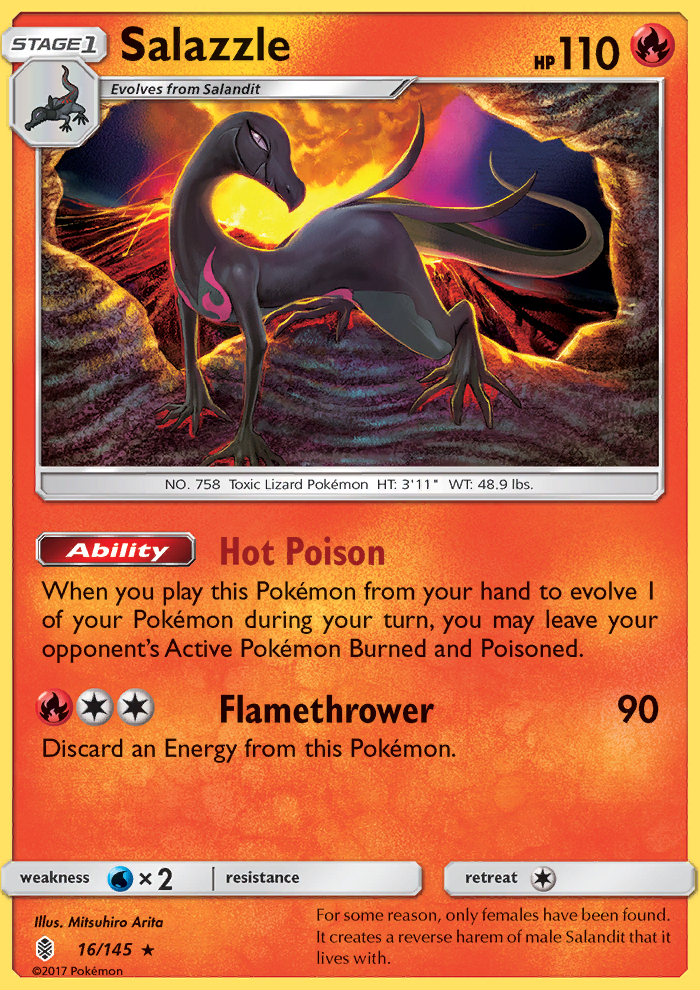 STAGE1 Salazzle HP 110
Evolves from Salandit
NO. 758 Toxic Lizard Pokémon HT: 3'11" WT: 48.9 lbs.
Ability Hot Poison
When you play this Pokémon from your hand to evolve 1
of your Pokémon during your turn, you may leave your
opponent's Active Pokémon Burned and Poisoned.
Flamethrower 90
Discard an Energy from this Pokémon.
weakness ×2 resistance retreat
Illus. Mitsuhiro Arita
16/145 ★
©2017 Pokémon
For some reason, only females have been found.
It creates a reverse harem of male Salandit that it
lives with.